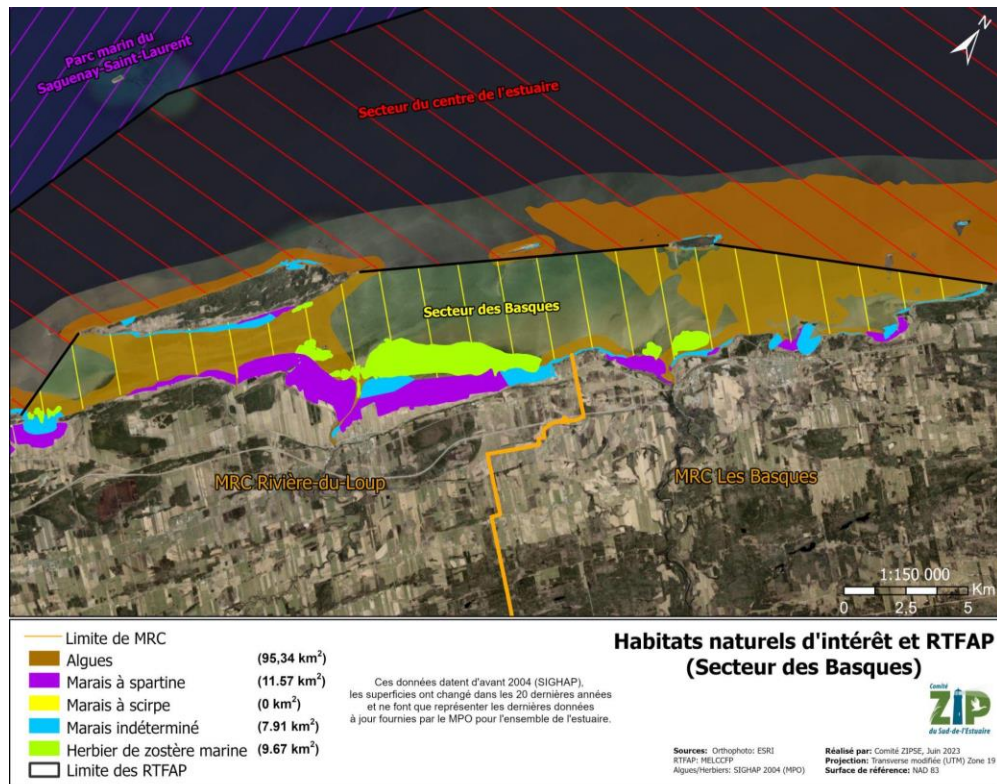 Parc marin du
Saguenay-Saint-Laurent
N
Secteur du centre de l'estuaire
Secteur des Basques
MRC Rivière-du-Loup
MRC Les Basques
1:150 000
Km
0 2,5 5
Limite de MRC
Algues (95,34 km²)
Marais à spartine (11.57 km²)
Marais à scirpe (0 km²)
Marais indéterminé (7.91 km²)
Herbier de zostère marine (9.67 km²)
Limite des RTFAP
Ces données datent d'avant 2004 (SIGHAP),
les superficies ont changé dans les 20 dernières années
et ne font que représenter les dernières données
à jour fournies par le MPO pour l'ensemble de l'estuaire.
Habitats naturels d'intérêt et RTFAP
(Secteur des Basques)
Comité
ZIP
du Sud-de-l'Estuaire
Sources: Orthophoto: ESRI
RTFAP: MELCCFP
Algues/Herbiers: SIGHAP 2004 (MPO)
Réalisé par: Comité ZIPSE, Juin 2023
Projection: Transverse modifiée (UTM) Zone 19
Surface de référence: NAD 83